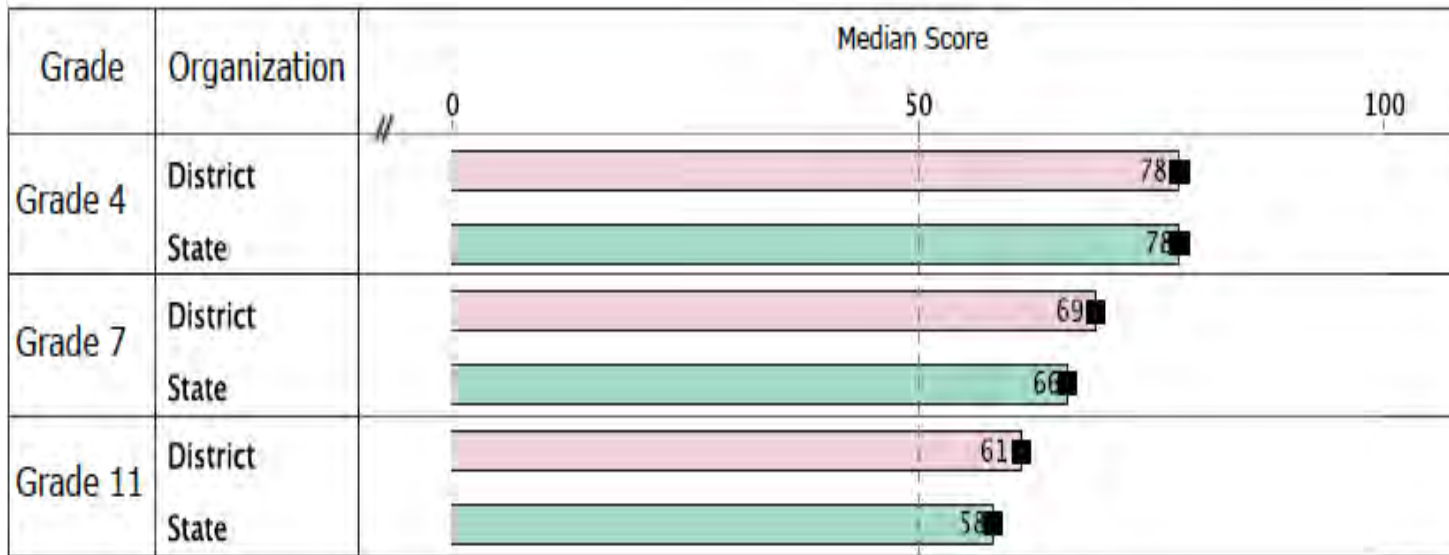 Grade Organization Median Score
0 50 100
//
Grade 4
District 78
State 78
Grade 7
District 69
State 66
Grade 11
District 61
State 58